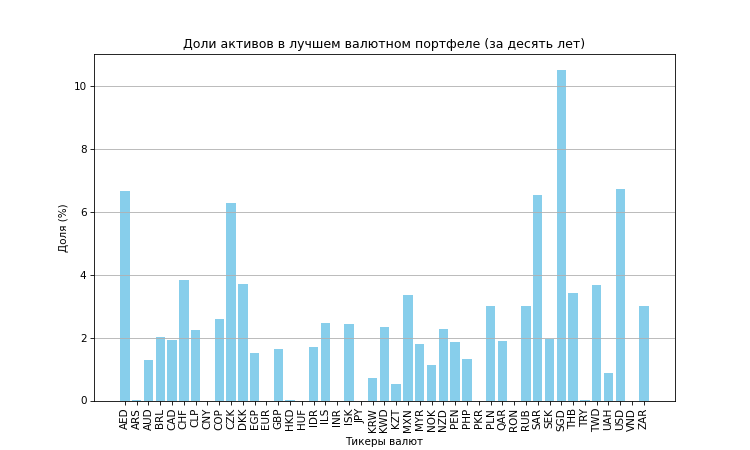 Доли активов в лучшем валютном портфеле (за десять лет)
Доля (%)
10
8
6
4
2
0
AED ARS AUD BRL CAD CHF CLP CNY COP CZK DKK EGP EUR GBP HKD HUF IDR ILS INR ISK JPY KRW KWD KZT MXN MYR NOK NZD PEN PHP PKR PLN QAR RON RUB SAR SEK SGD THB TRY TWD UAH USD VND ZAR
Тикеры валют